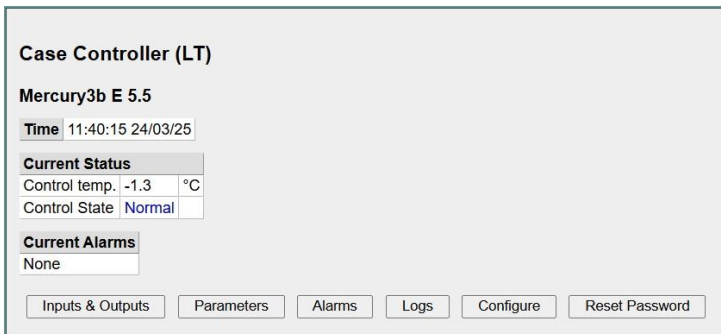 Case Controller (LT)
Mercury3b E 5.5
Time 11:40:15 24/03/25
Current Status
Control temp. -1.3 °C
Control State Normal
Current Alarms
None
Inputs & Outputs Parameters Alarms Logs Configure Reset Password